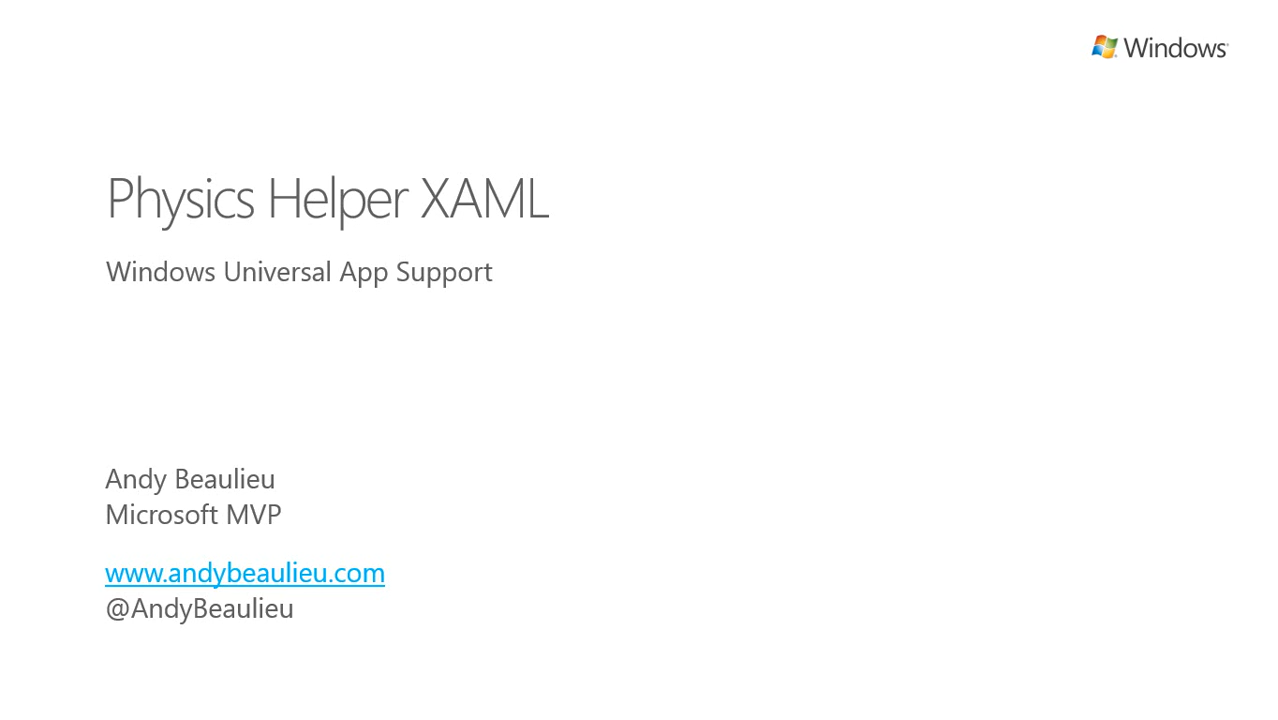 Windows
Physics Helper XAML
Windows Universal App Support
Andy Beaulieu
Microsoft MVP
www.andybeaulieu.com
@AndyBeaulieu